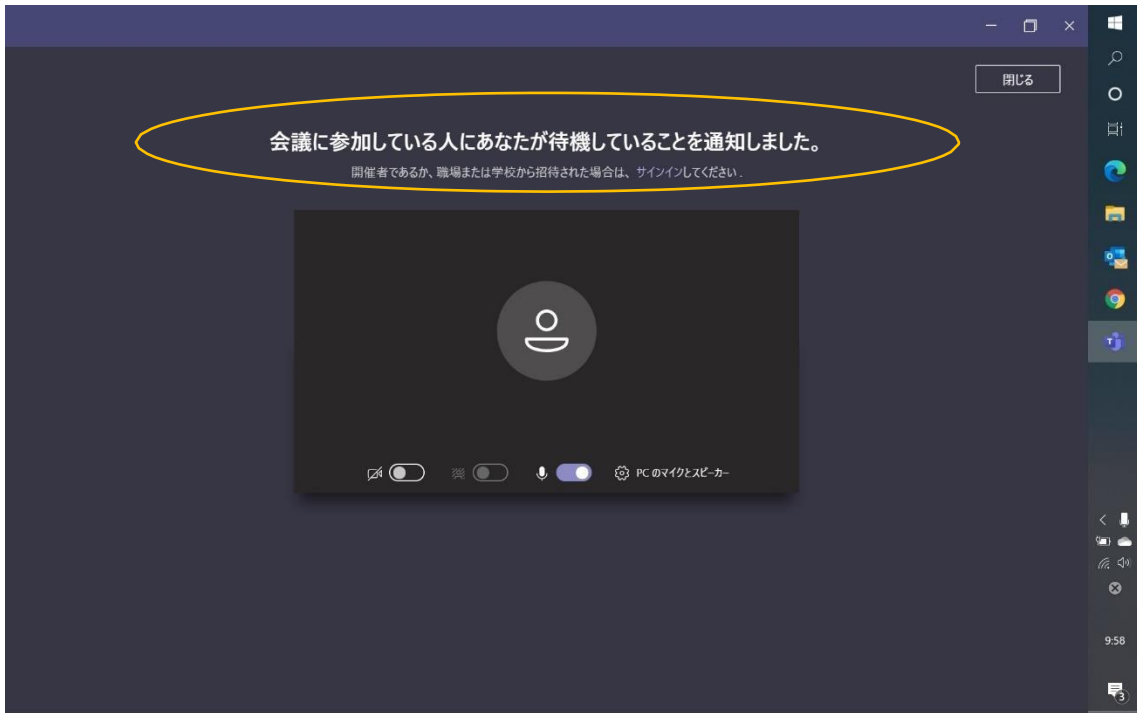 閉じる
会議に参加している人にあなたが待機していることを通知しました。
開催者であるか、職場または学校から招待された場合は、サインインしてください.
PC のマイクとスピーカー
9:58
3